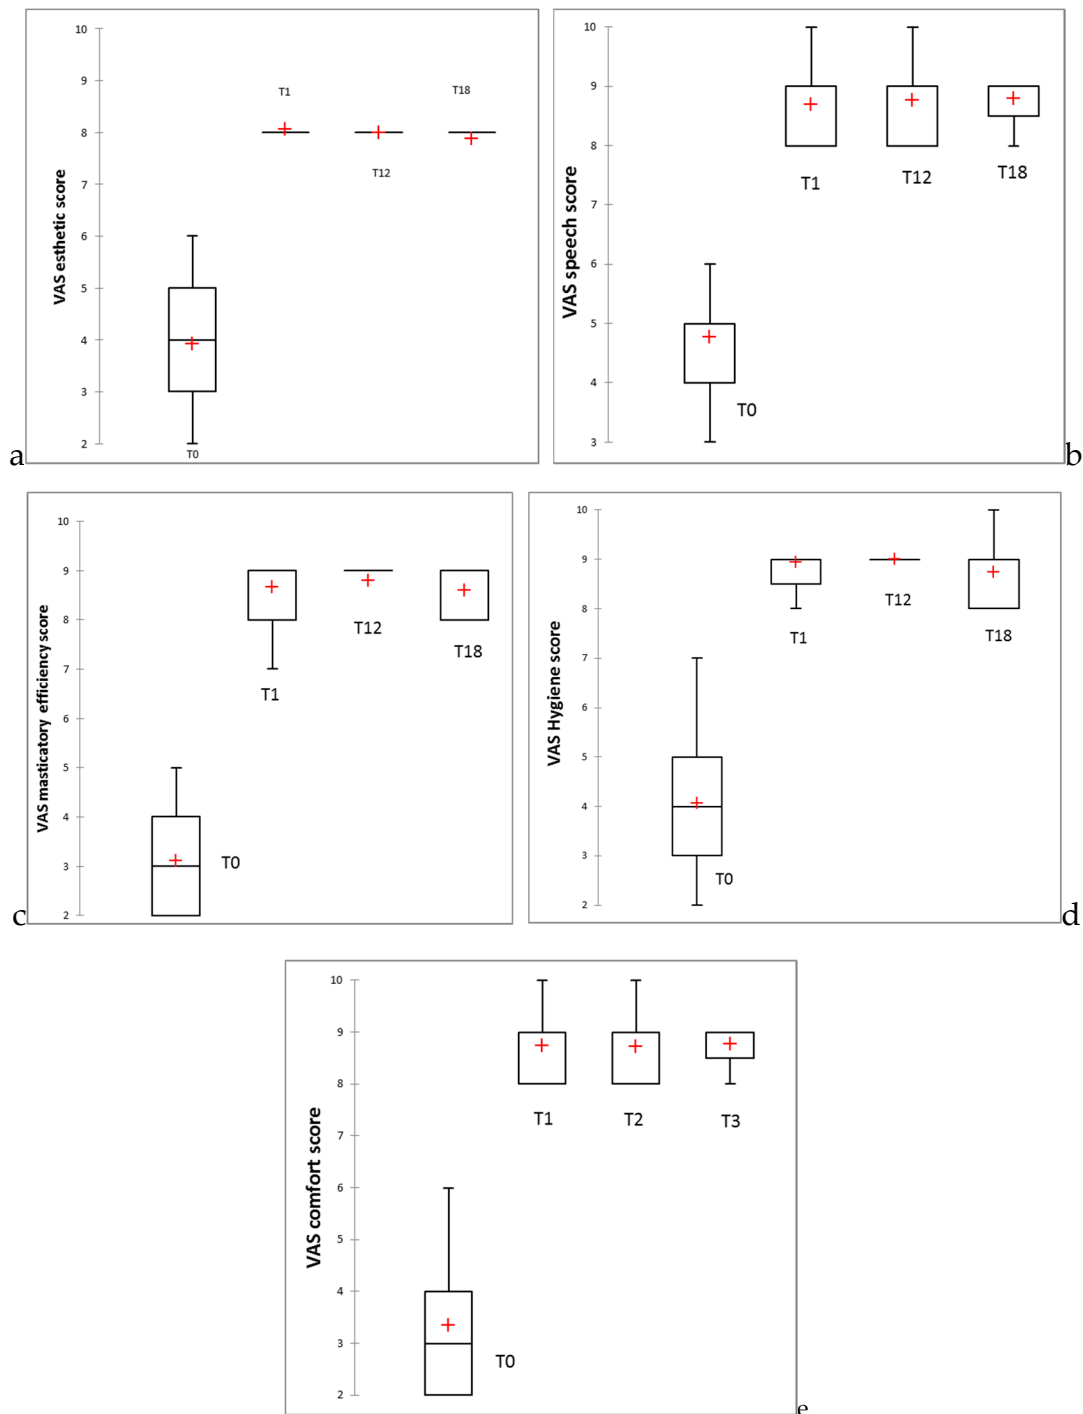 VAS esthetic score
10
9
8
7
6
5
4
3
2
T0
T1
T12
T18
a
VAS speech score
10
9
8
7
6
5
4
3
T0
T1
T12
T18
b
VAS masticatory efficiency score
10
9
8
7
6
5
4
3
2
T0
T1
T12
T18
c
VAS Hygiene score
10
9
8
7
6
5
4
3
2
T0
T1
T12
T18
d
VAS comfort score
10
9
8
7
6
5
4
3
2
T0
T1
T2
T3
e